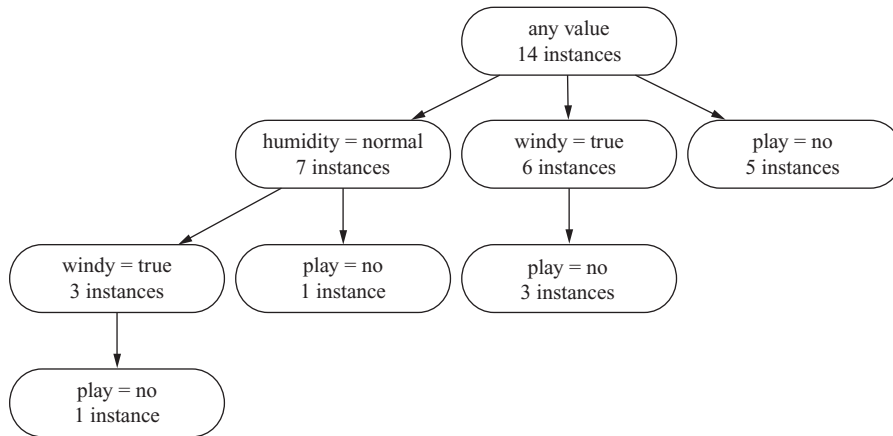 any value
14 instances
humidity = normal
7 instances
windy = true
6 instances
play = no
5 instances
windy = true
3 instances
play = no
1 instance
play = no
3 instances
play = no
1 instance